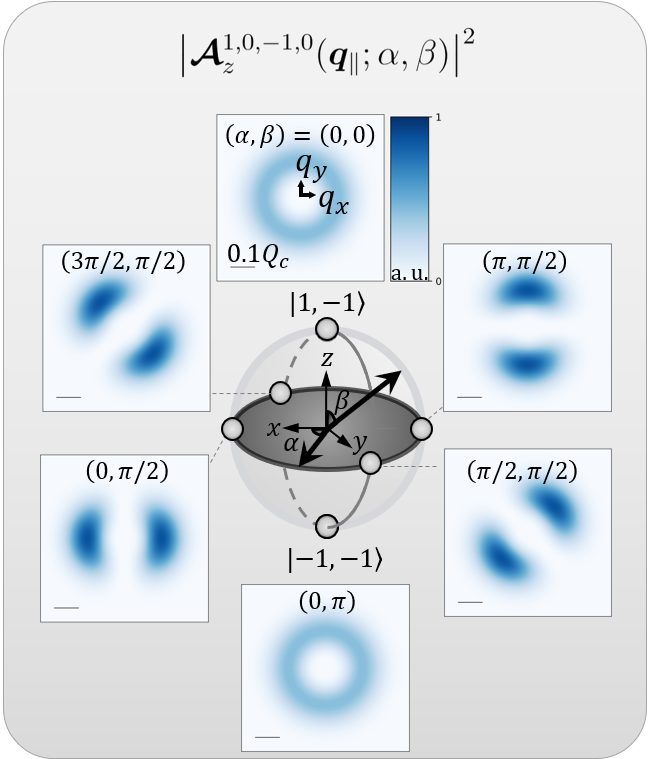 |𝓐_z^{1,0,−1,0}(q_∥; α, β)|²
(α, β) = (0, 0)
q_y
q_x
0.1Q_c
1
a.u.
0
(3π/2, π/2)
(π, π/2)
|1, −1⟩
z
β
x
α
y
(0, π/2)
(π/2, π/2)
|−1, −1⟩
(0, π)